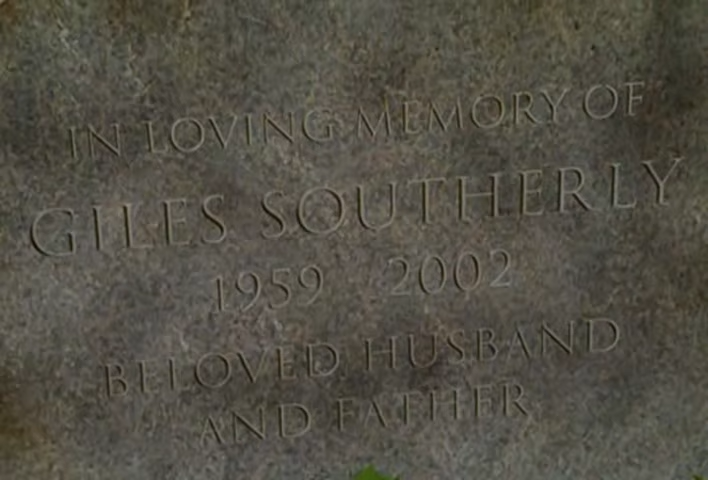 IN LOVING MEMORY OF
GILES SOUTHERLY
1959 2002
BELOVED HUSBAND
AND FATHER